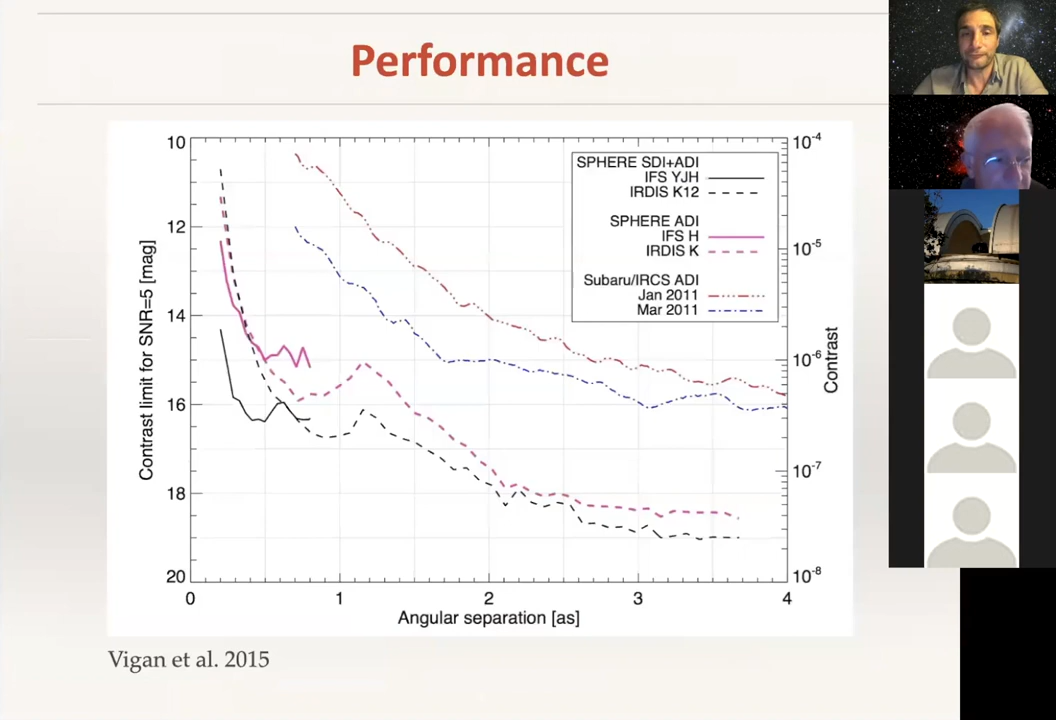 Performance
10
12
14
16
18
20
Contrast limit for SNR=5 [mag]
0
1
2
3
4
Angular separation [as]
10-4
10-5
10-6
10-7
10-8
Contrast
SPHERE SDI+ADI
IFS YJH
IRDIS K12
SPHERE ADI
IFS H
IRDIS K
Subaru/IRCS ADI
Jan 2011
Mar 2011
Vigan et al. 2015